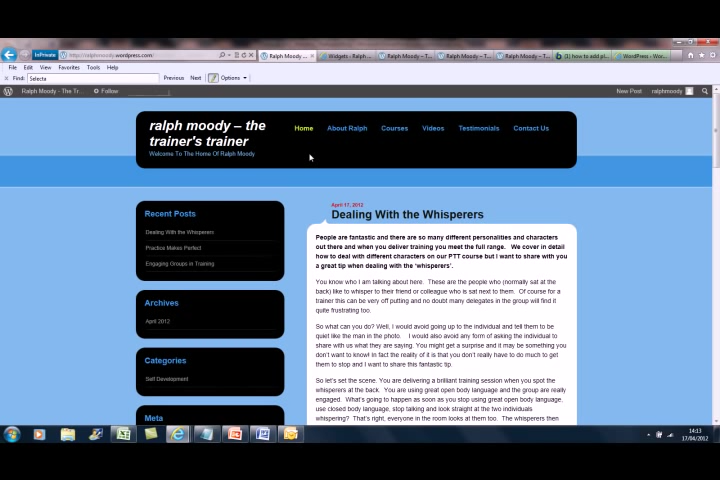 InPrivate
http://ralphmoody.wordpress.com/
Ralph Moody ...
Widgets ‹ Ralph ...
Ralph Moody – T...
Ralph Moody – T...
Ralph Moody – T...
(1) how to add pi...
WordPress › Wor...
File Edit View Favorites Tools Help
Find: Selecta
Previous Next Options
Ralph Moody - The Tr...
Follow
New Post
ralphmoody
ralph moody – the
trainer's trainer
Welcome To The Home Of Ralph Moody
Home About Ralph Courses Videos Testimonials Contact Us
Recent Posts
Dealing With the Whisperers
Practice Makes Perfect
Engaging Groups in Training
Archives
April 2012
Categories
Self Development
Meta
April 17, 2012
Dealing With the Whisperers
People are fantastic and there are so many different personalities and characters
out there and when you deliver training you meet the full range. We cover in detail
how to deal with different characters on our PTT course but I want to share with you
a great tip when dealing with the 'whisperers'.
You know who I am talking about here. These are the people who (normally sat at the
back) like to whisper to their friend or colleague who is sat next to them. Of course for a
trainer this can be very off putting and no doubt many delegates in the group will find it
quite frustrating too.
So what can you do? Well, I would avoid going up to the individual and tell them to be
quiet like the man in the photo. I would also avoid any form of asking the individual to
share with us what they are saying. You might get a surprise and it may be something you
don't want to know! In fact the reality of it is that you don't really have to do much to get
them to stop and I want to share this fantastic tip.
So let's set the scene. You are delivering a brilliant training session when you spot the
whisperers at the back. You are using great open body language and the group are really
engaged. What's going to happen as soon as you stop using great open body language,
use closed body language, stop talking and look straight at the two individuals
whispering? That's right, everyone in the room looks at them too. The whisperers then
14:13
17/04/2012